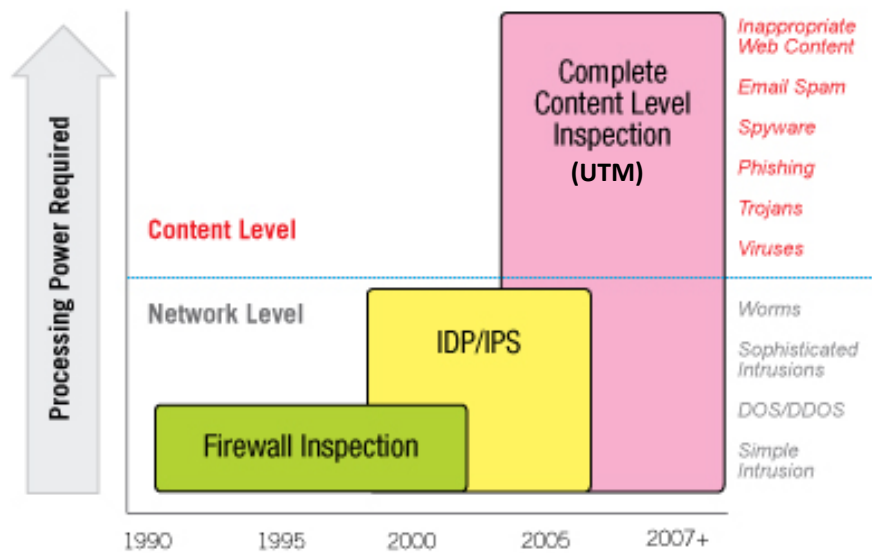 Processing Power Required
Complete
Content Level
Inspection
(UTM)
Content Level
Network Level
IDP/IPS
Firewall Inspection
Inappropriate
Web Content
Email Spam
Spyware
Phishing
Trojans
Viruses
Worms
Sophisticated
Intrusions
DOS/DDOS
Simple
Intrusion
1990 1995 2000 2005 2007+